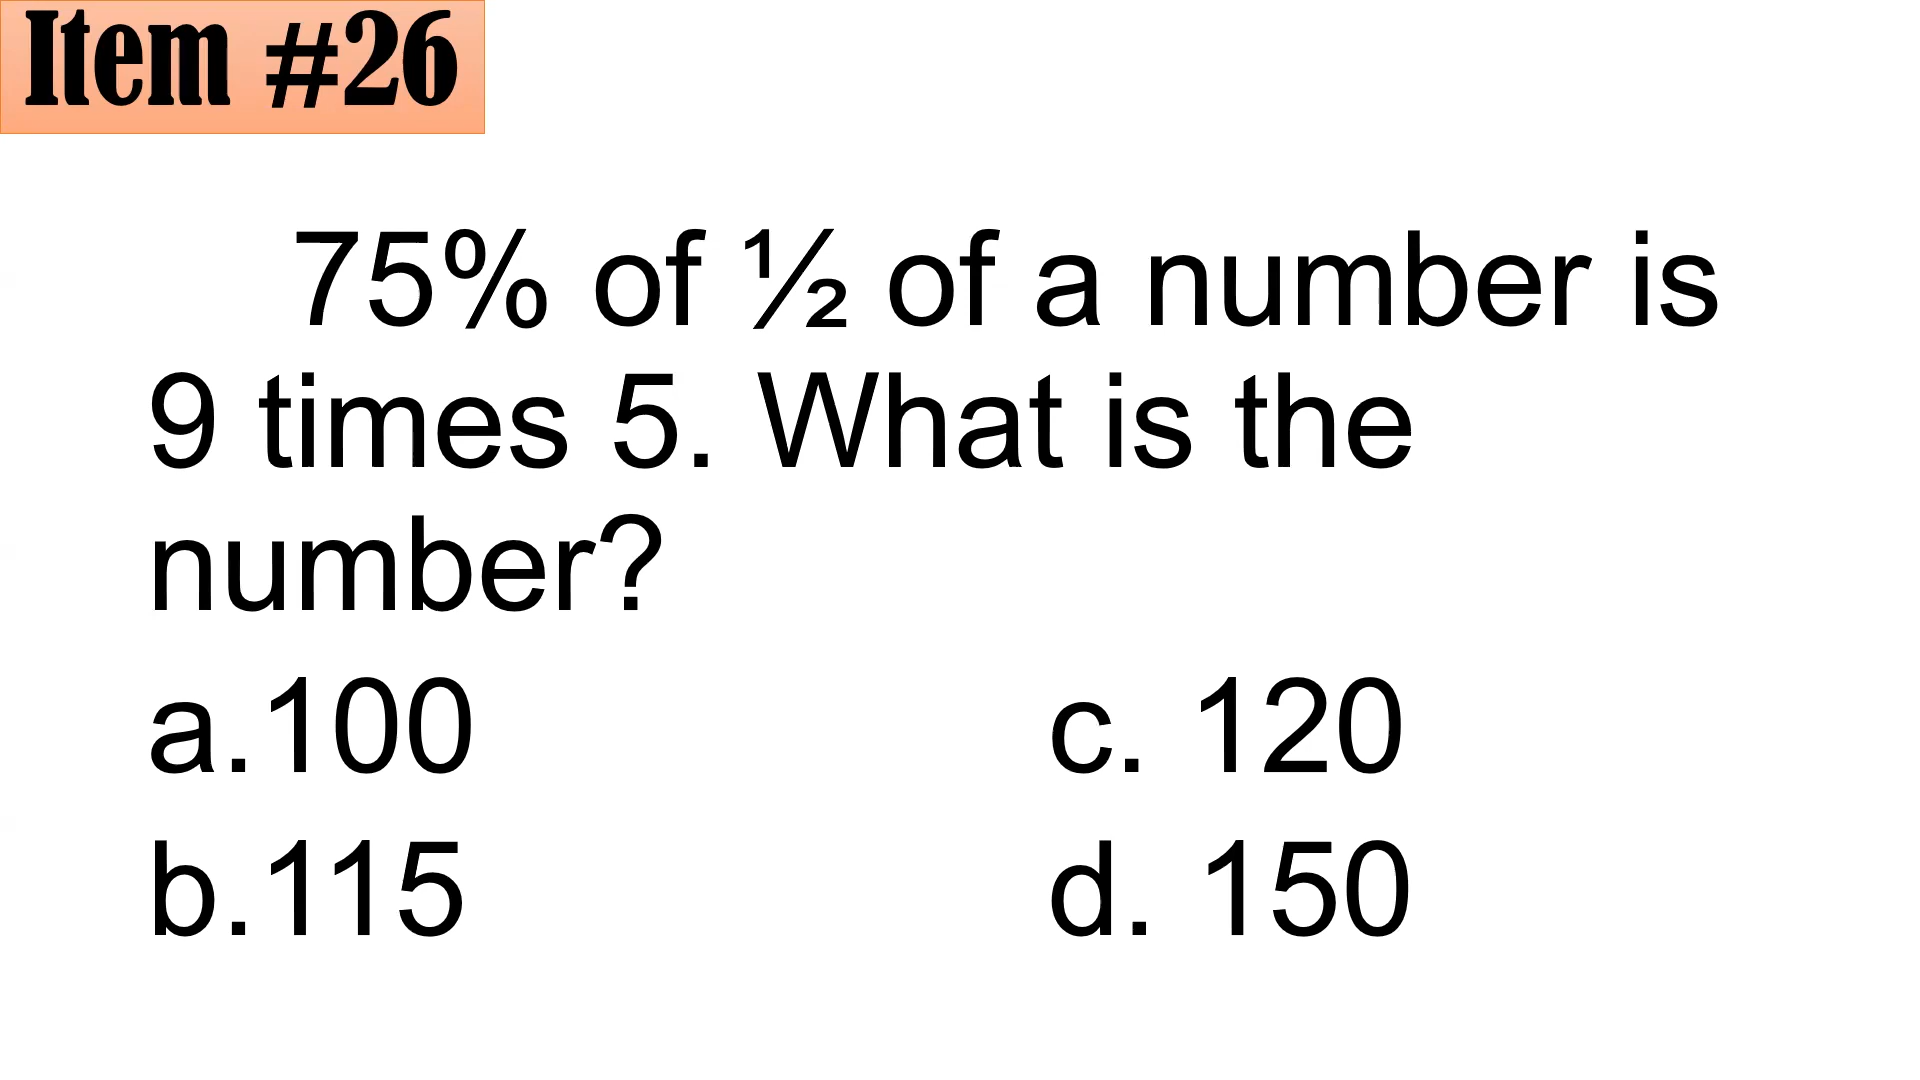 Item #26
75% of ½ of a number is
9 times 5. What is the
number?
a.100 c. 120
b.115 d. 150